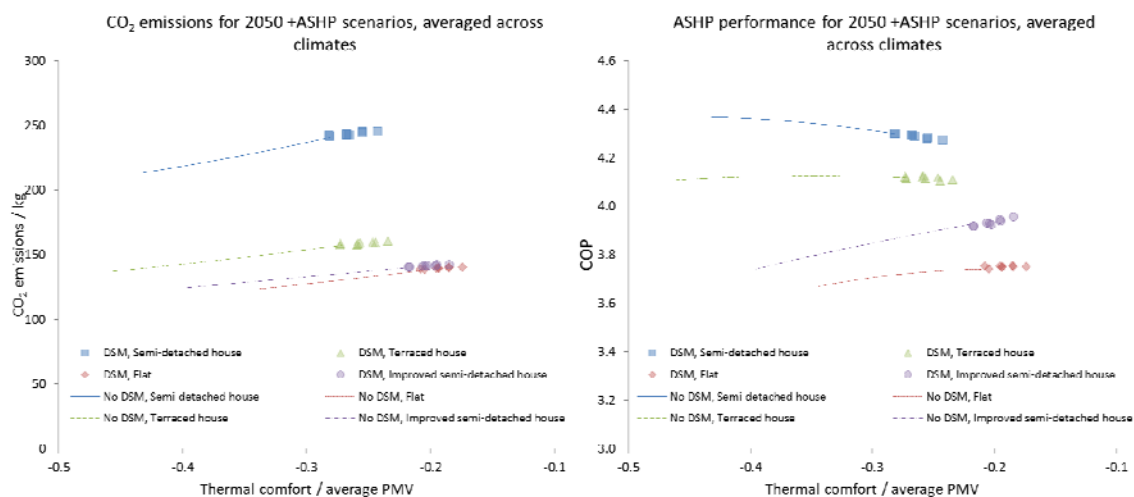 CO₂ emissions for 2050 +ASHP scenarios, averaged across
climates
300
250
200
150
100
50
0
CO₂ emissions / kg
DSM, Semi-detached house
DSM, Terraced house
DSM, Flat
DSM, Improved semi-detached house
No DSM, Semi detached house
No DSM, Flat
No DSM, Terraced house
No DSM, Improved semi-detached house
-0.5
-0.4
-0.3
-0.2
-0.1
Thermal comfort / average PMV
ASHP performance for 2050 +ASHP scenarios, averaged
across climates
4.6
4.4
4.2
4.0
3.8
3.6
3.4
3.2
3.0
COP
DSM, Semi-detached house
DSM, Terraced house
DSM, Flat
DSM, Improved semi-detached house
No DSM, Semi detached house
No DSM, Flat
No DSM, Terraced house
No DSM, Improved semi-detached house
-0.5
-0.4
-0.3
-0.2
-0.1
Thermal comfort / average PMV